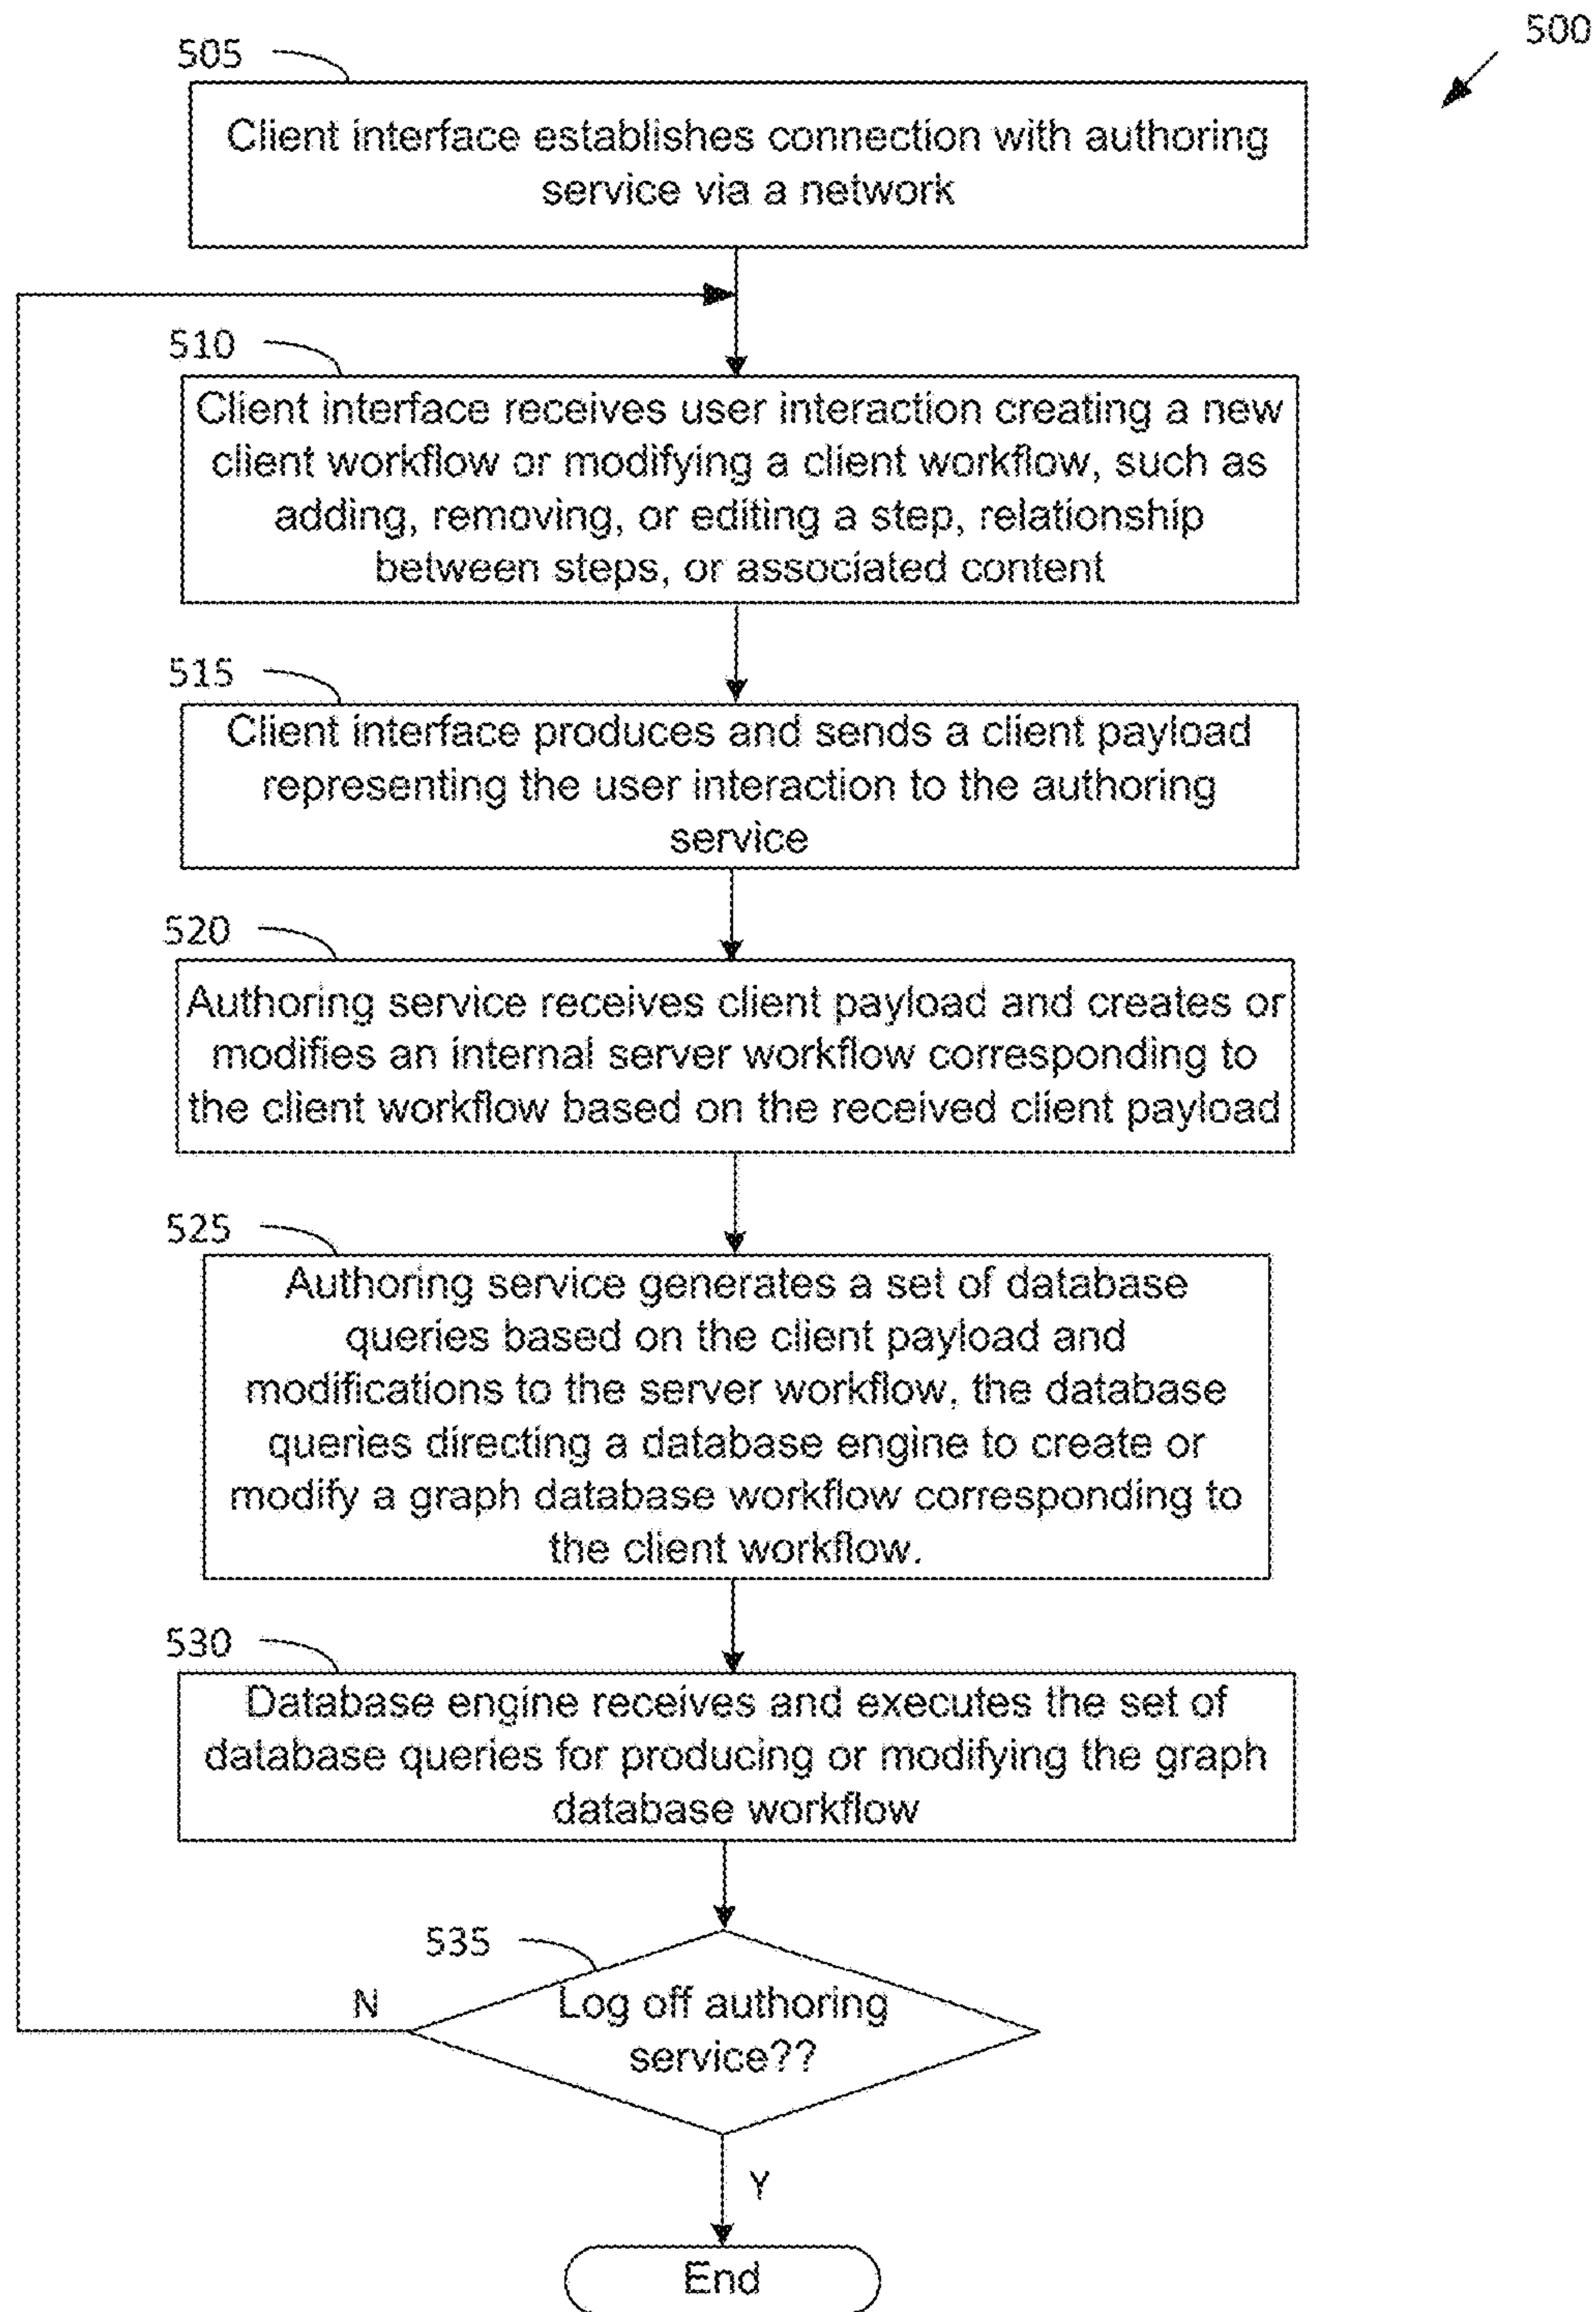 500
505
Client interface establishes connection with authoring
service via a network
510
Client interface receives user interaction creating a new
client workflow or modifying a client workflow, such as
adding, removing, or editing a step, relationship
between steps, or associated content
515
Client interface produces and sends a client payload
representing the user interaction to the authoring
service
520
Authoring service receives client payload and creates or
modifies an internal server workflow corresponding to
the client workflow based on the received client payload
525
Authoring service generates a set of database
queries based on the client payload and
modifications to the server workflow, the database
queries directing a database engine to create or
modify a graph database workflow corresponding to
the client workflow.
530
Database engine receives and executes the set of
database queries for producing or modifying the graph
database workflow
535
N
Log off authoring
service??
Y
End